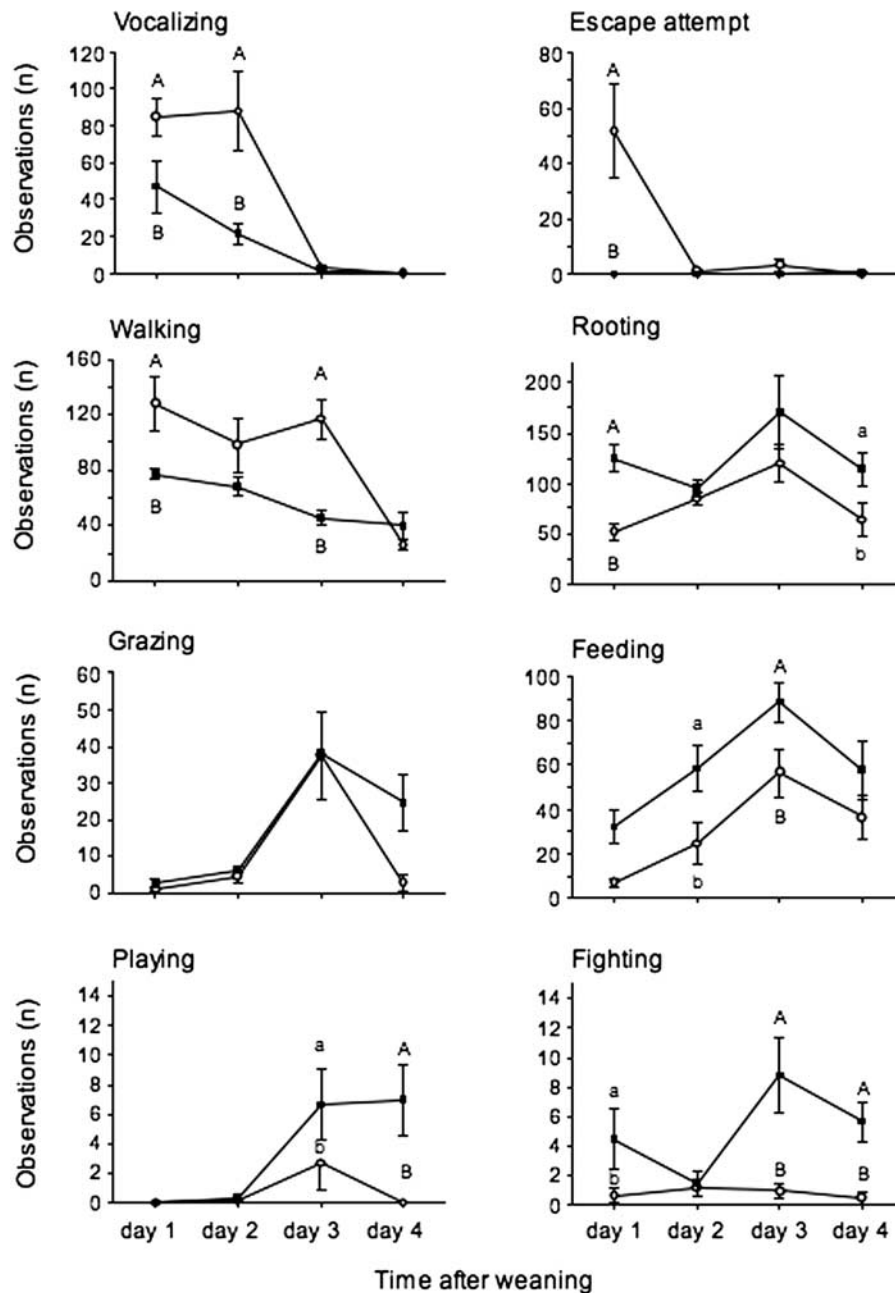 Vocalizing
Escape attempt
Observations (n)
120
100
80
60
40
20
0
A
A
B
B
80
60
40
20
0
A
B
Walking
Rooting
Observations (n)
160
120
80
40
0
A
A
B
B
200
150
100
50
0
A
a
B
b
Grazing
Feeding
Observations (n)
60
50
40
30
20
10
0
100
80
60
40
20
0
a
A
b
B
Playing
Fighting
Observations (n)
14
12
10
8
6
4
2
0
a
A
b
B
14
12
10
8
6
4
2
0
a
A
A
b
B
B
day 1 day 2 day 3 day 4
day 1 day 2 day 3 day 4
Time after weaning